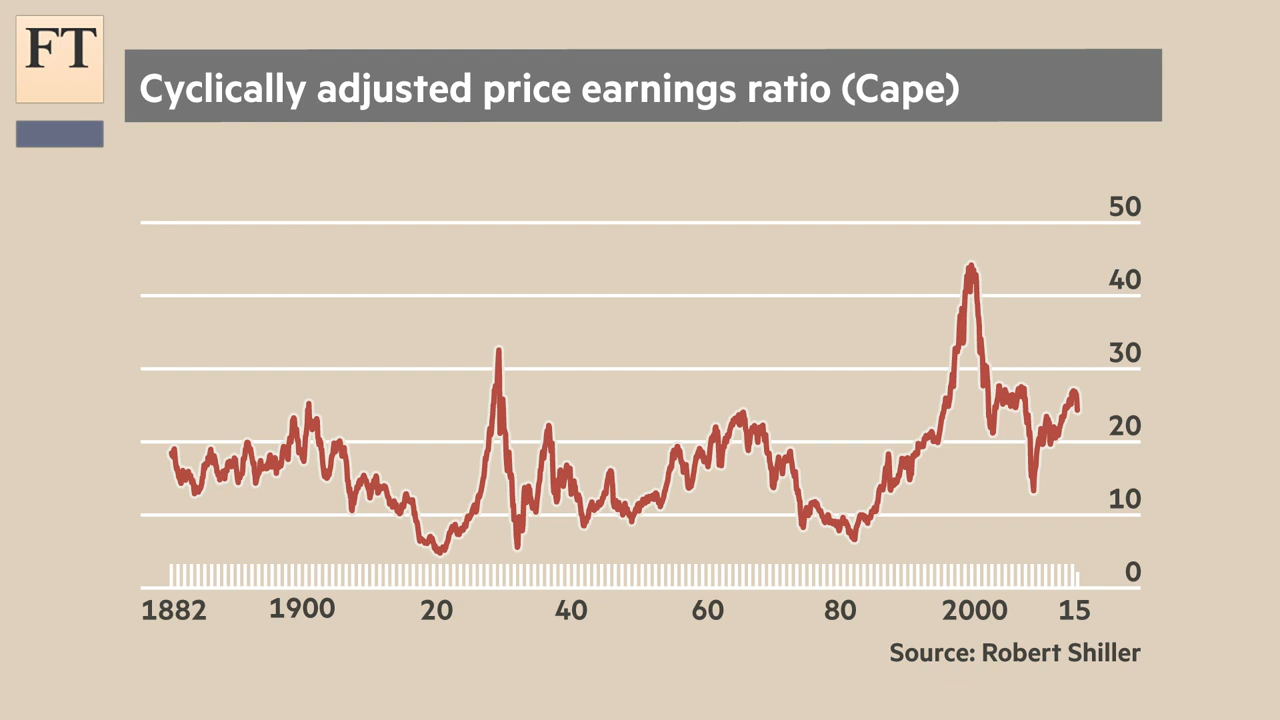 FT
Cyclically adjusted price earnings ratio (Cape)
50
40
30
20
10
0
1882 1900 20 40 60 80 2000 15
Source: Robert Shiller